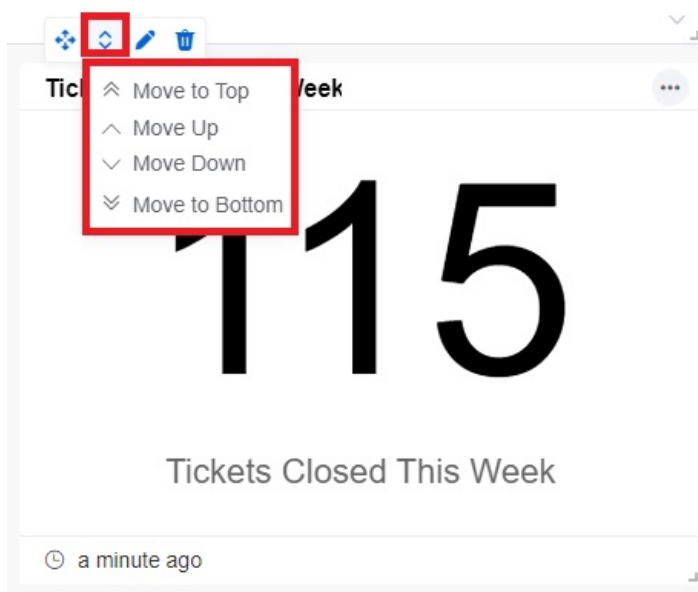 Move to Top
Move Up
Move Down
Move to Bottom
115
Tickets Closed This Week
a minute ago